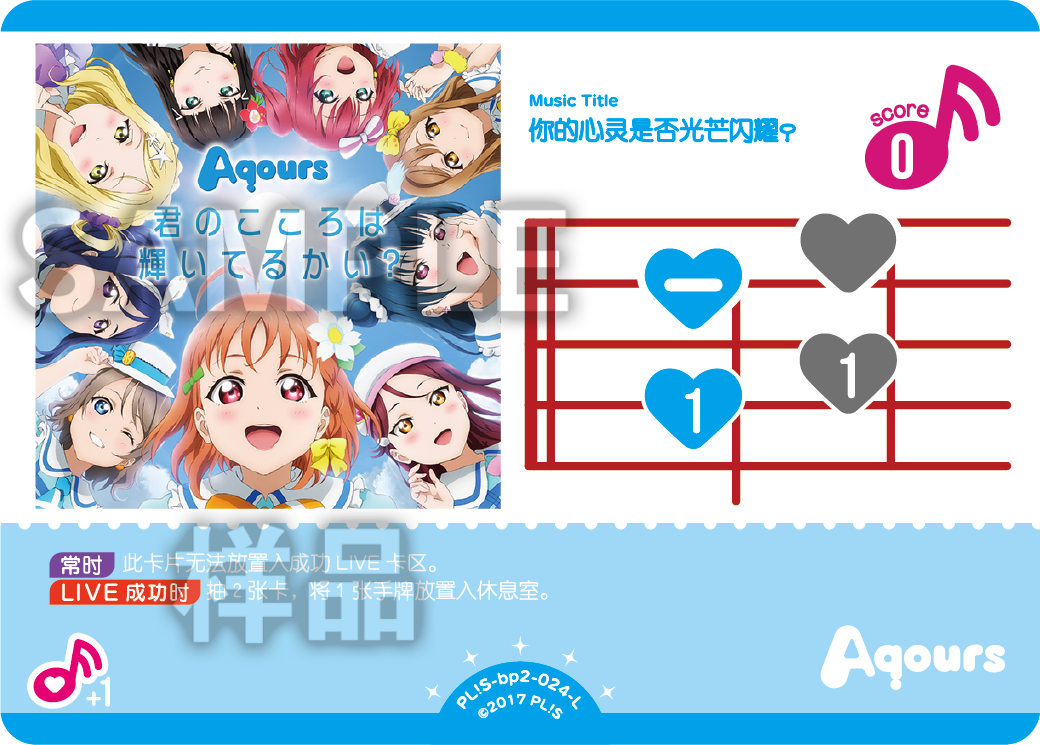 Music Title
你的心灵是否光芒闪耀?
score
0
Aqours
君のこころは
輝いてるかい?
SAMPLE
1
1
样品
常时 此卡片无法放置入成功 LIVE 卡区。
LIVE 成功时 抽 2 张卡，将 1 张手牌放置入休息室。
+1
Aqours
PL!S-bp2-024-L
©2017 PL!S